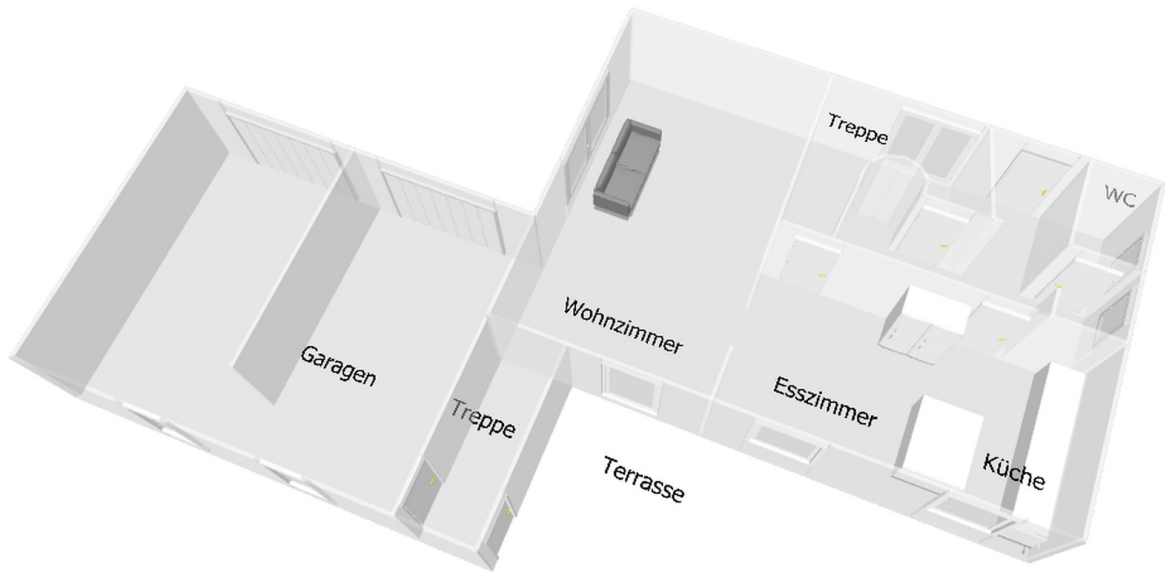 Treppe
WC
Wohnzimmer
Garagen
Treppe
Esszimmer
Küche
Terrasse